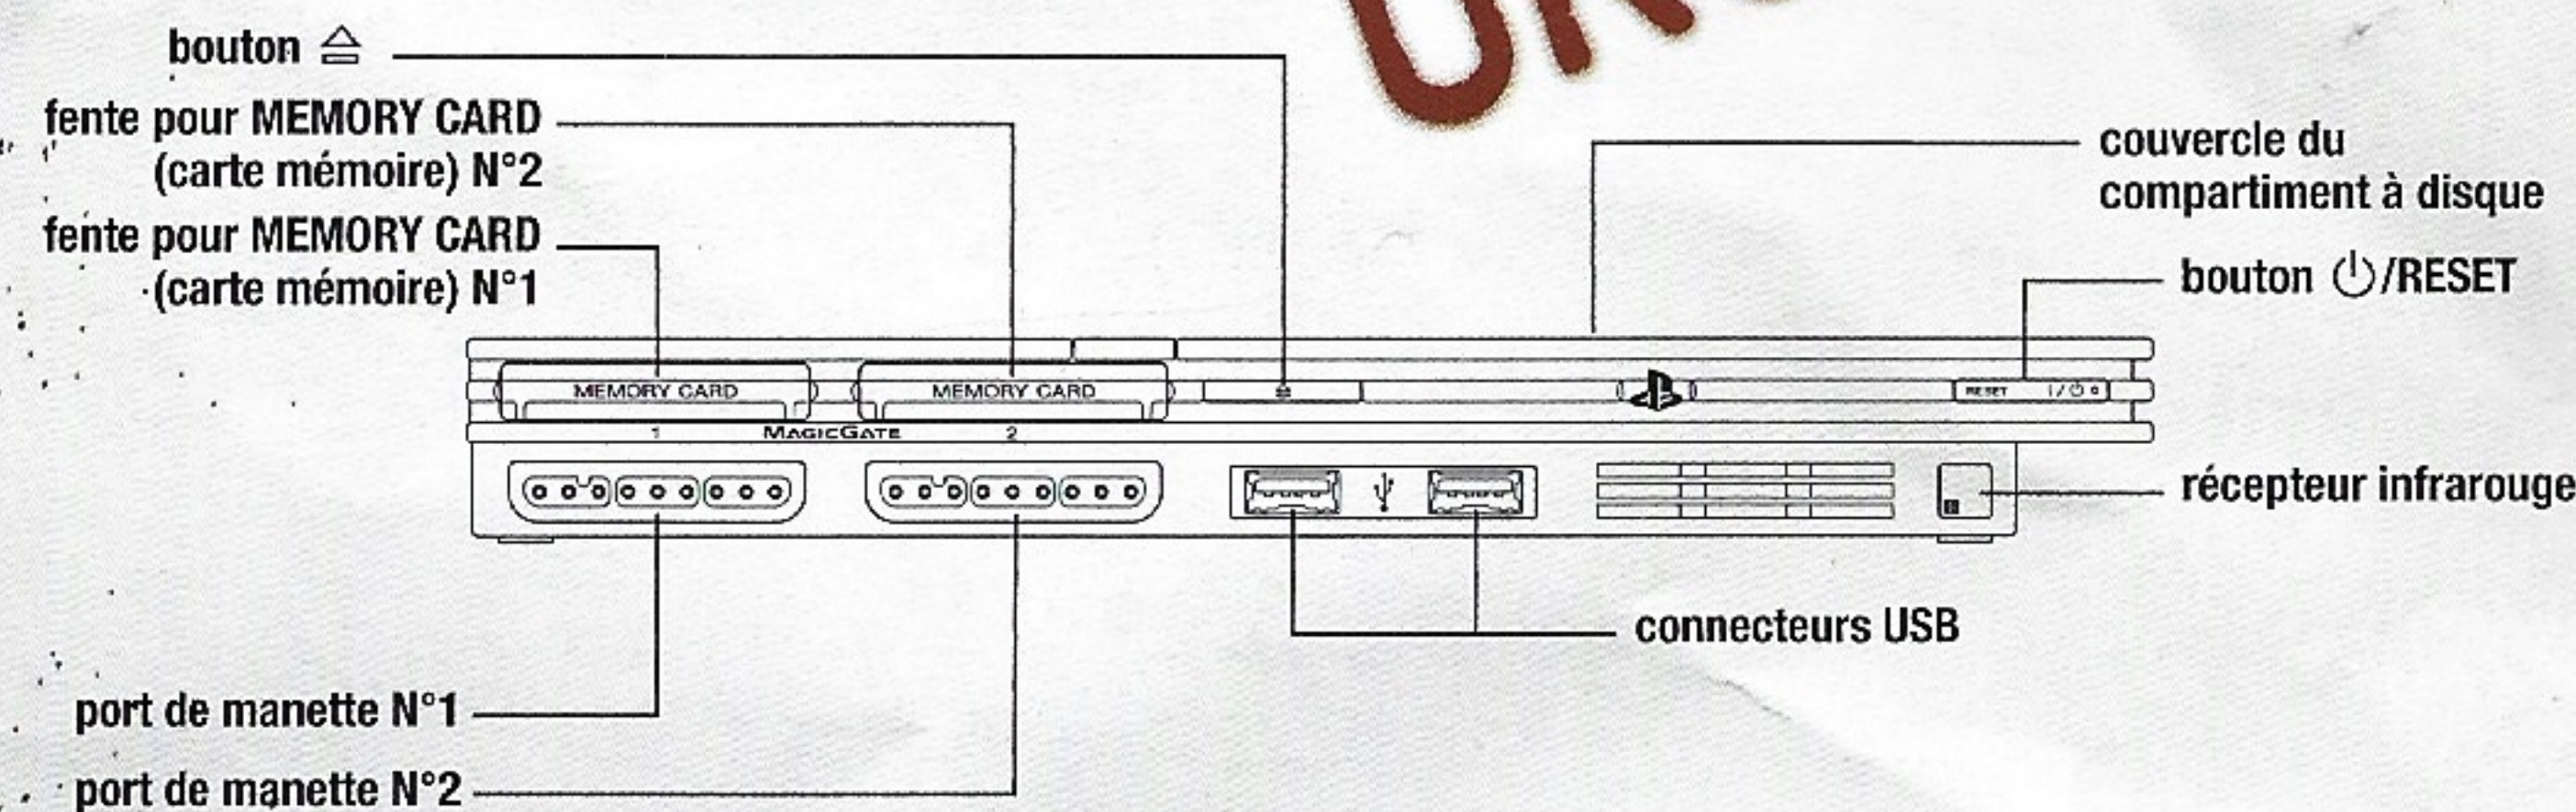 bouton ⏏
fente pour MEMORY CARD
(carte mémoire) N°2
fente pour MEMORY CARD
(carte mémoire) N°1
couvercle du
compartiment à disque
bouton ⏻/RESET
MEMORY CARD
MEMORY CARD
RESET
I/⏻
1
MAGICGATE
2
récepteur infrarouge
connecteurs USB
port de manette N°1
port de manette N°2